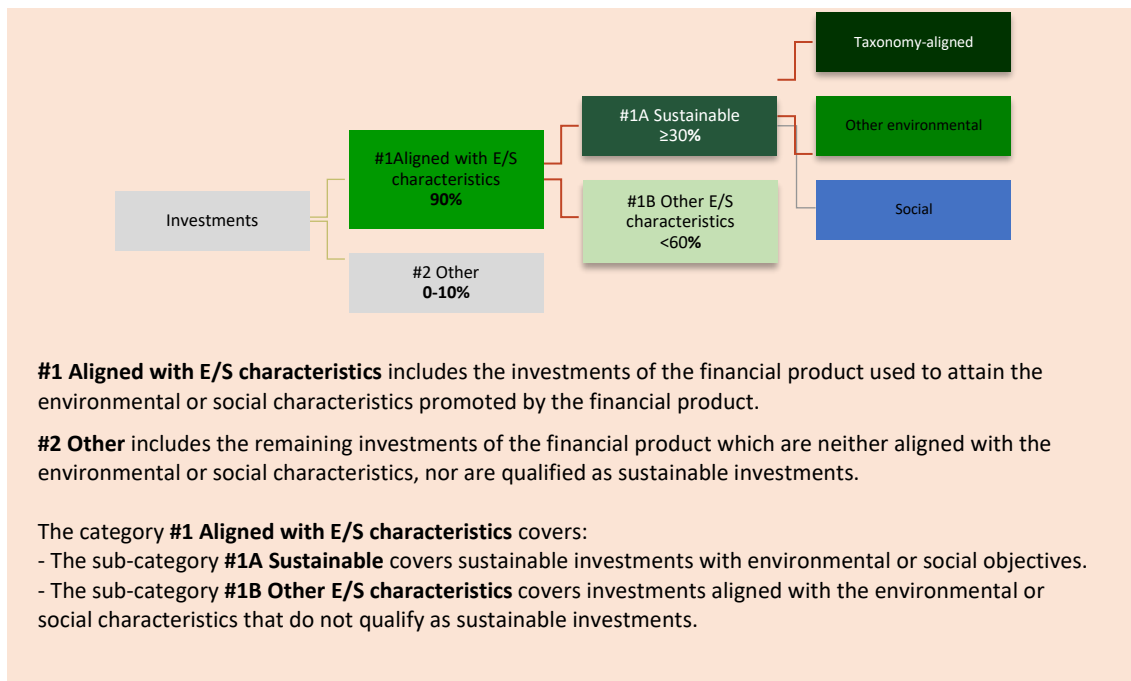 Taxonomy-aligned
#1A Sustainable
≥30%
Other environmental
#1Aligned with E/S
characteristics
90%
Investments
#1B Other E/S
characteristics
<60%
Social
#2 Other
0-10%
#1 Aligned with E/S characteristics includes the investments of the financial product used to attain the
environmental or social characteristics promoted by the financial product.
#2 Other includes the remaining investments of the financial product which are neither aligned with the
environmental or social characteristics, nor are qualified as sustainable investments.
The category #1 Aligned with E/S characteristics covers:
- The sub-category #1A Sustainable covers sustainable investments with environmental or social objectives.
- The sub-category #1B Other E/S characteristics covers investments aligned with the environmental or
social characteristics that do not qualify as sustainable investments.